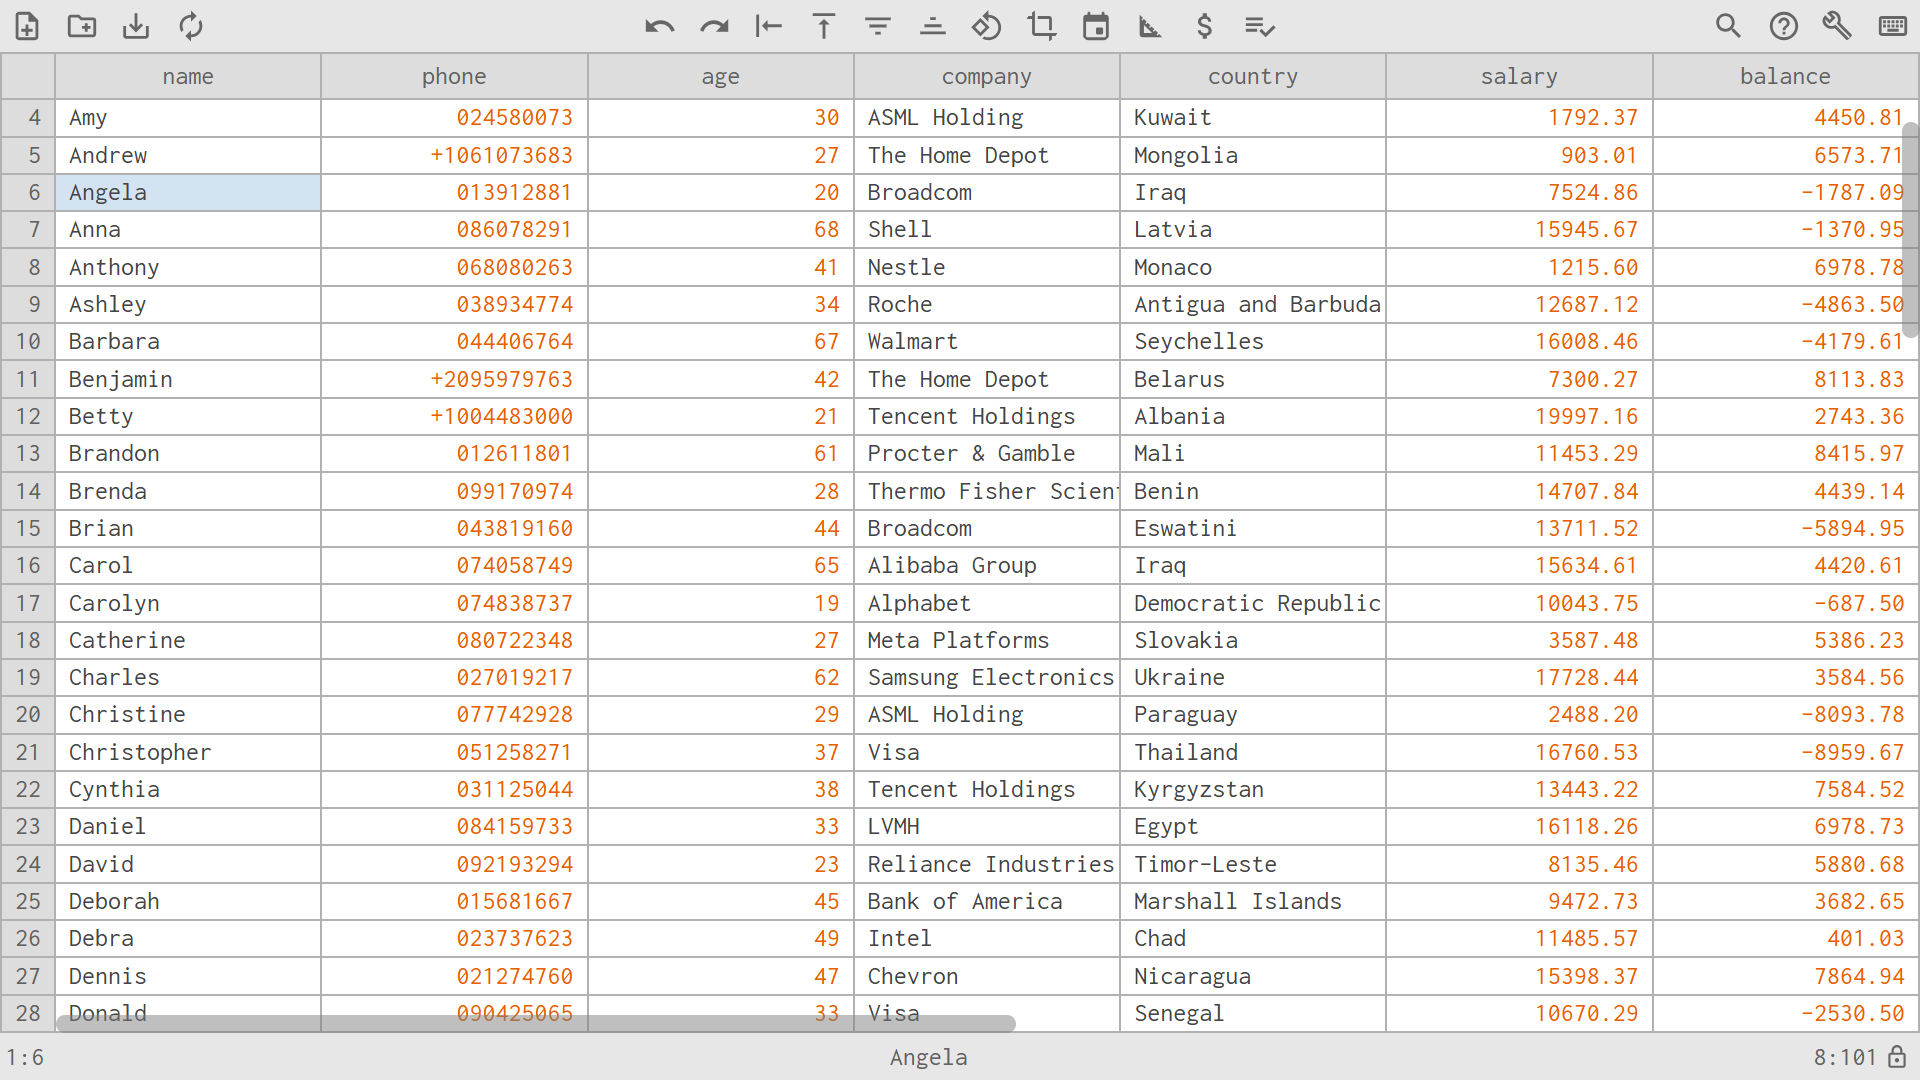 name phone age company country salary balance
4 Amy 024580073 30 ASML Holding Kuwait 1792.37 4450.81
5 Andrew +1061073683 27 The Home Depot Mongolia 903.01 6573.71
6 Angela 013912881 20 Broadcom Iraq 7524.86 -1787.09
7 Anna 086078291 68 Shell Latvia 15945.67 -1370.95
8 Anthony 068080263 41 Nestle Monaco 1215.60 6978.78
9 Ashley 038934774 34 Roche Antigua and Barbuda 12687.12 -4863.50
10 Barbara 044406764 67 Walmart Seychelles 16008.46 -4179.61
11 Benjamin +2095979763 42 The Home Depot Belarus 7300.27 8113.83
12 Betty +1004483000 21 Tencent Holdings Albania 19997.16 2743.36
13 Brandon 012611801 61 Procter & Gamble Mali 11453.29 8415.97
14 Brenda 099170974 28 Thermo Fisher Scient Benin 14707.84 4439.14
15 Brian 043819160 44 Broadcom Eswatini 13711.52 -5894.95
16 Carol 074058749 65 Alibaba Group Iraq 15634.61 4420.61
17 Carolyn 074838737 19 Alphabet Democratic Republic 10043.75 -687.50
18 Catherine 080722348 27 Meta Platforms Slovakia 3587.48 5386.23
19 Charles 027019217 62 Samsung Electronics Ukraine 17728.44 3584.56
20 Christine 077742928 29 ASML Holding Paraguay 2488.20 -8093.78
21 Christopher 051258271 37 Visa Thailand 16760.53 -8959.67
22 Cynthia 031125044 38 Tencent Holdings Kyrgyzstan 13443.22 7584.52
23 Daniel 084159733 33 LVMH Egypt 16118.26 6978.73
24 David 092193294 23 Reliance Industries Timor-Leste 8135.46 5880.68
25 Deborah 015681667 45 Bank of America Marshall Islands 9472.73 3682.65
26 Debra 023737623 49 Intel Chad 11485.57 401.03
27 Dennis 021274760 47 Chevron Nicaragua 15398.37 7864.94
28 Donald 090425065 33 Visa Senegal 10670.29 -2530.50
1:6 Angela 8:101